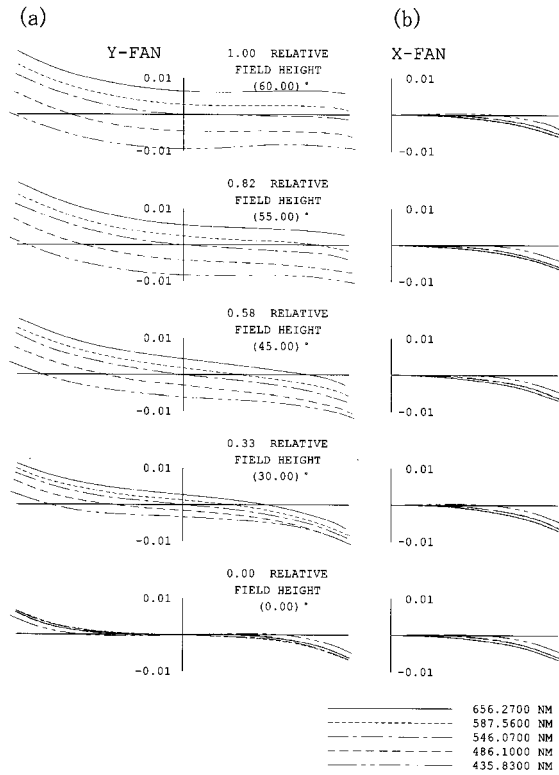 (a)
(b)
Y-FAN
1.00 RELATIVE
FIELD HEIGHT
(60.00)°
X-FAN
0.01
-0.01
0.01
-0.01
0.82 RELATIVE
FIELD HEIGHT
(55.00)°
0.01
-0.01
0.01
-0.01
0.58 RELATIVE
FIELD HEIGHT
(45.00)°
0.01
-0.01
0.01
-0.01
0.33 RELATIVE
FIELD HEIGHT
(30.00)°
0.01
-0.01
0.01
-0.01
0.00 RELATIVE
FIELD HEIGHT
(0.00)°
0.01
-0.01
0.01
-0.01
656.2700 NM
587.5600 NM
546.0700 NM
486.1000 NM
435.8300 NM